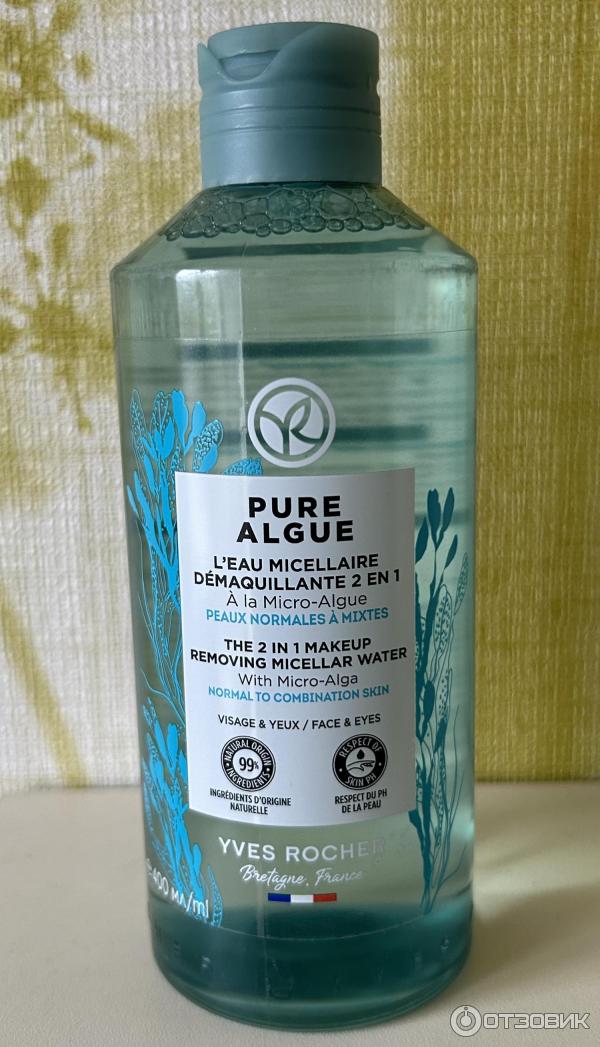 PURE
ALGUE
L'EAU MICELLAIRE
DÉMAQUILLANTE 2 EN 1
À la Micro-Algue
PEAUX NORMALES À MIXTES
THE 2 IN 1 MAKEUP
REMOVING MICELLAR WATER
With Micro-Alga
NORMAL TO COMBINATION SKIN
VISAGE & YEUX / FACE & EYES
NATURAL ORIGIN
99%
INGREDIENTS
INGRÉDIENTS D'ORIGINE
NATURELLE
RESPECT OF
SKIN PH
RESPECT DU PH
DE LA PEAU
YVES ROCHER
Bretagne, France
400 мл/ml
ОТЗОВИК